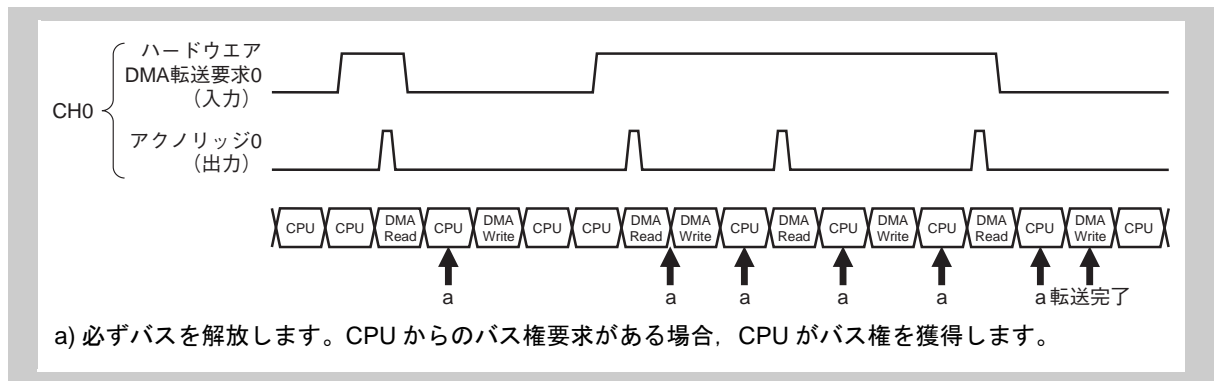 ハードウエア
DMA転送要求0
（入力）
CH0
アクノリッジ0
（出力）
CPU CPU DMA Read CPU DMA Write CPU CPU DMA Read DMA Write CPU DMA Read CPU DMA Write CPU DMA Read CPU DMA Write CPU
a a a a a a 転送完了
a) 必ずバスを解放します。CPU からのバス権要求がある場合，CPU がバス権を獲得します。